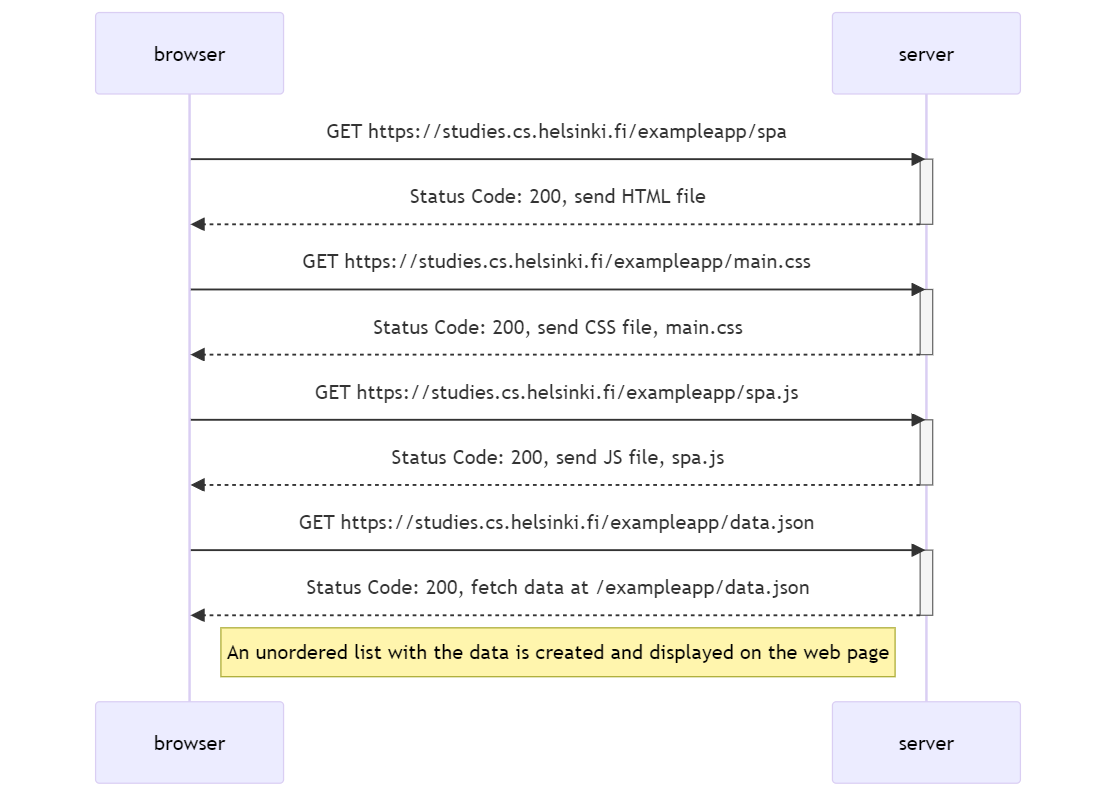 browser
server
GET https://studies.cs.helsinki.fi/exampleapp/spa
Status Code: 200, send HTML file
GET https://studies.cs.helsinki.fi/exampleapp/main.css
Status Code: 200, send CSS file, main.css
GET https://studies.cs.helsinki.fi/exampleapp/spa.js
Status Code: 200, send JS file, spa.js
GET https://studies.cs.helsinki.fi/exampleapp/data.json
Status Code: 200, fetch data at /exampleapp/data.json
An unordered list with the data is created and displayed on the web page
browser
server